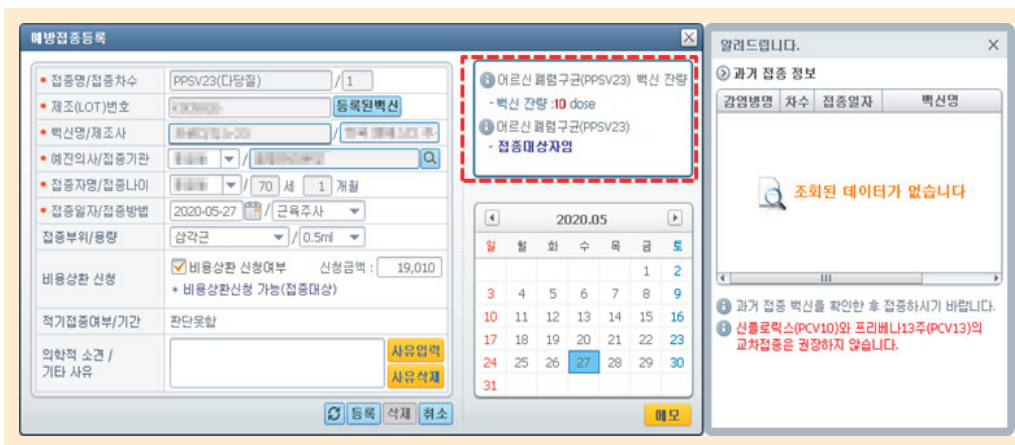 예방접종등록
접종명/접종차수 PPSV23(다당질) / 1
제조(LOT)번호 등록된백신
백신명/제조사 /
예진의사/접종기관 /
접종자명/접종나이 / 70 세 1 개월
접종일자/접종방법 2020-05-27 / 근육주사
접종부위/용량 삼각근 / 0.5ml
비용상환 신청 비용상환 신청여부 신청금액 : 19,010
* 비용상환신청 가능(접종대상)
적기접종여부/기간 판단못함
의학적 소견 /
기타 사유
사유입력
사유삭제
등록 삭제 취소
어르신 폐렴구균(PPSV23) 백신 잔량
- 백신 잔량 :10 dose
어르신 폐렴구균(PPSV23)
- 접종대상자임
2020.05
일 월 화 수 목 금 토
1 2
3 4 5 6 7 8 9
10 11 12 13 14 15 16
17 18 19 20 21 22 23
24 25 26 27 28 29 30
31
메모
알려드립니다.
과거 접종 정보
감염병명 차수 접종일자 백신명
조회된 데이터가 없습니다
과거 접종 백신을 확인한 후 접종하시기 바랍니다.
신플로릭스(PCV10)와 프리베나13주(PCV13)의
교차접종은 권장하지 않습니다.